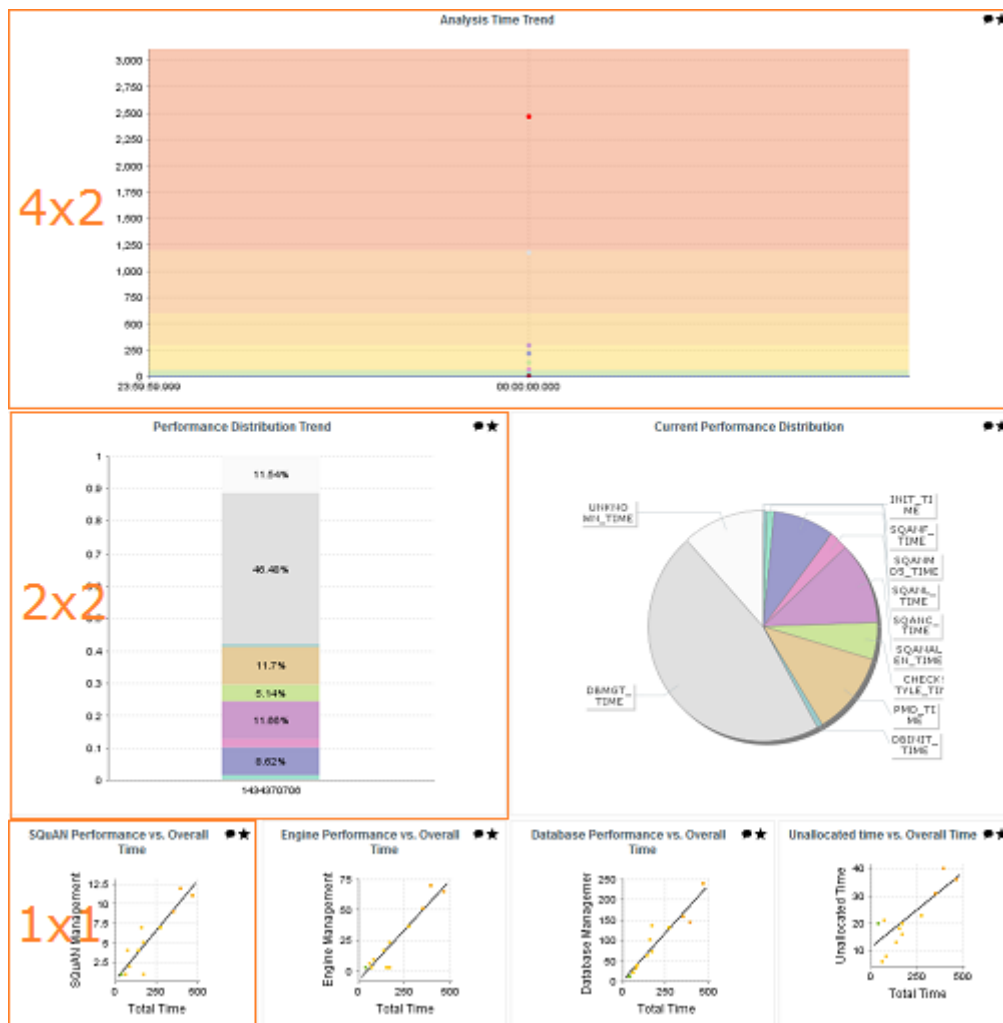 Analysis Time Trend
3,000
2,750
2,500
2,250
2,000
1,750
1,500
1,250
1,000
750
500
250
0
23:59:59.999
00:00:00.000
4x2
Performance Distribution Trend
1
0.9
0.8
0.7
0.6
0.5
0.4
0.3
0.2
0.1
0
11.54%
46.48%
11.7%
5.14%
11.66%
8.62%
1434370706
2x2
Current Performance Distribution
UNKNO
WN_TIME
DBMGT_
TIME
INIT_TI
ME
SQANF_
TIME
SQANM
DS_TIME
SQANL_
TIME
SQANC_
TIME
SQANAL
EN_TIME
CHECKS
TYLE_TIM
PMD_TI
ME
DBINIT_
TIME
SQuAN Performance vs. Overall
Time
12.5
10
7.5
5
2.5
SQuAN Management
0 250 500
Total Time
1x1
Engine Performance vs. Overall
Time
75
50
25
0
Engine Management
0 250 500
Total Time
Database Performance vs. Overall
Time
250
200
150
100
50
0
Database Managemer
0 250 500
Total Time
Unallocated time vs. Overall Time
40
30
20
10
Unallocated Time
0 250 500
Total Time